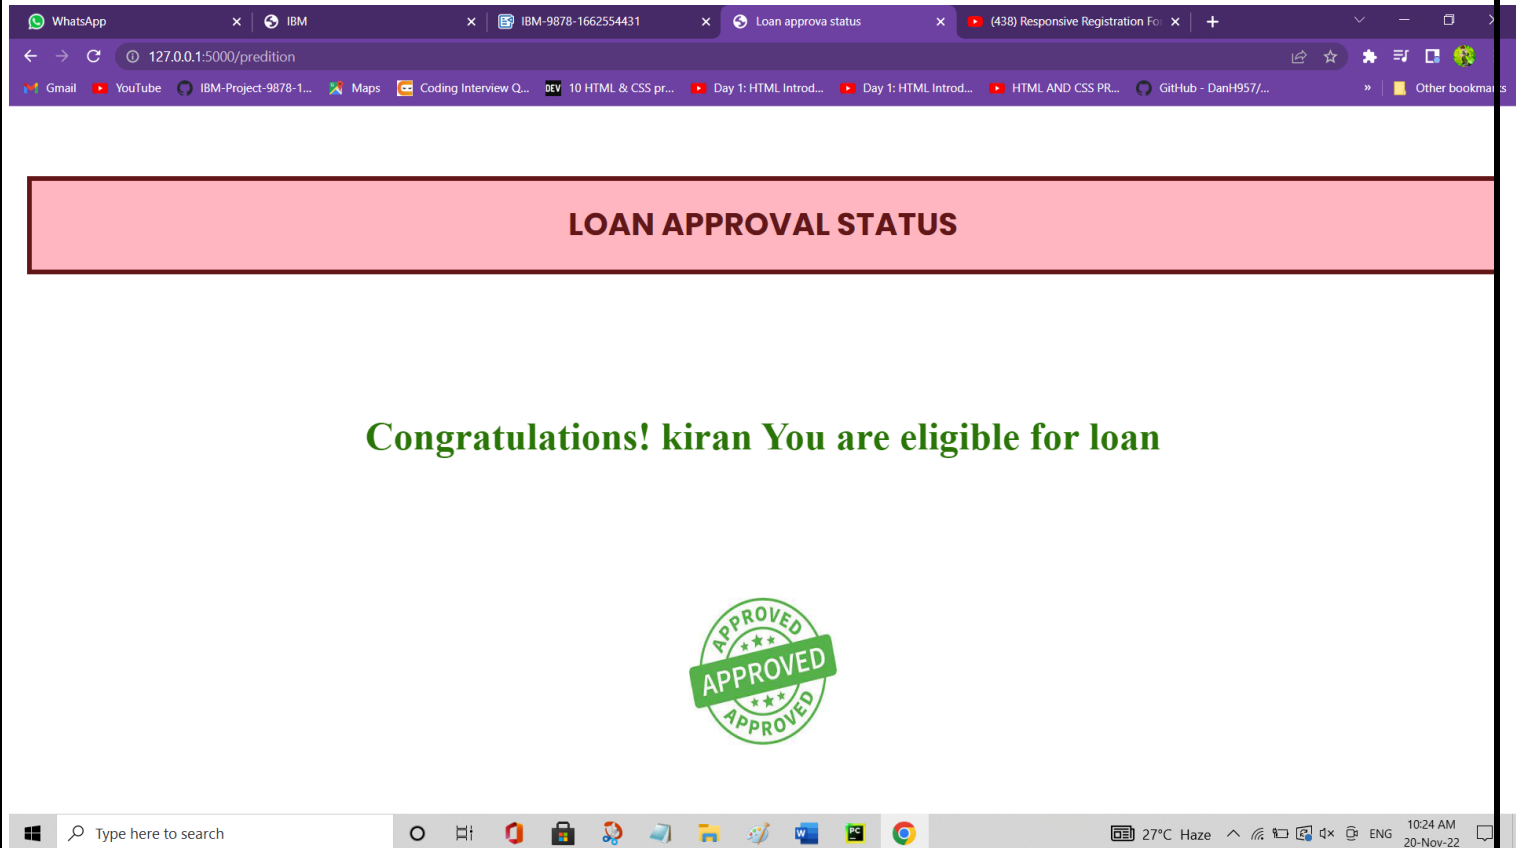 WhatsApp
IBM
IBM-9878-1662554431
Loan approva status
(438) Responsive Registration Fo
127.0.0.1:5000/predition
Gmail
YouTube
IBM-Project-9878-1...
Maps
Coding Interview Q...
DEV
10 HTML & CSS pr...
Day 1: HTML Introd...
Day 1: HTML Introd...
HTML AND CSS PR...
GitHub - DanH957/...
»
Other bookmarks
LOAN APPROVAL STATUS
Congratulations! kiran You are eligible for loan
APPROVED
APPROVED
APPROVED
Type here to search
W
PC
27°C Haze
ENG
10:24 AM
20-Nov-22